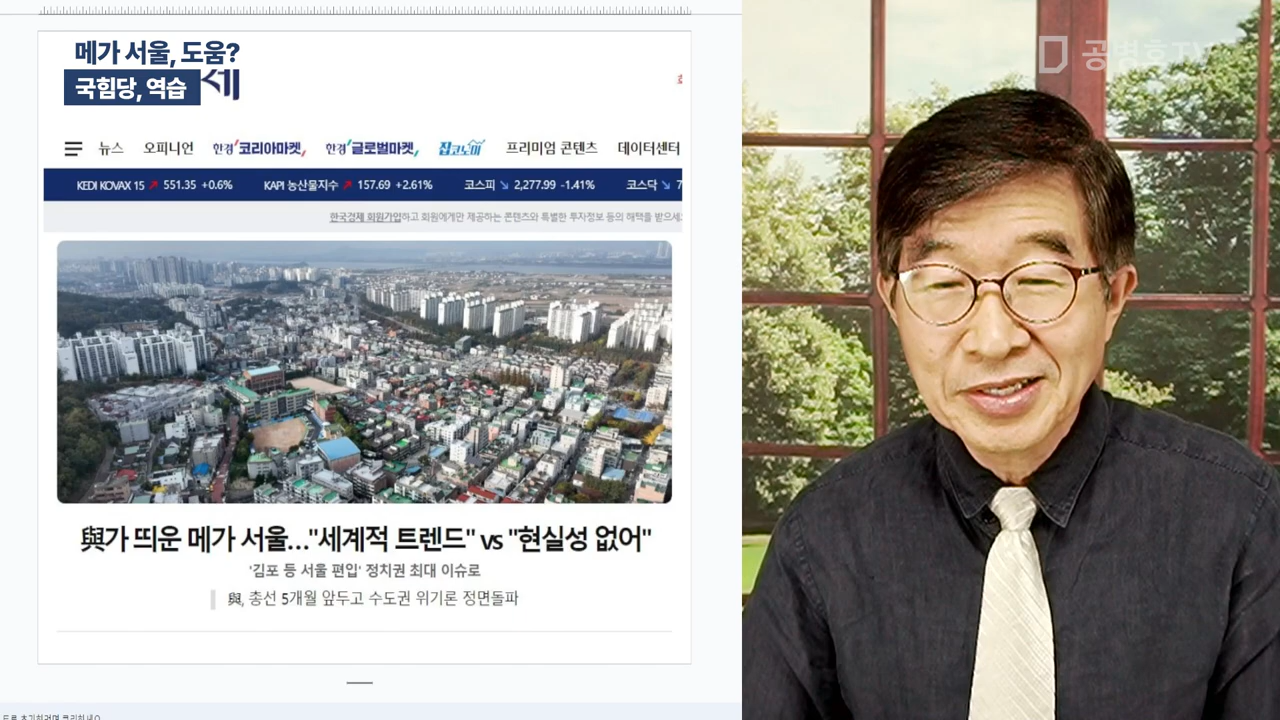 메가 서울, 도움?
국힘당, 역습
제
공병호TV
뉴스 오피니언 한경 코리아마켓, 한경 글로벌마켓, 집코노미 프리미엄 콘텐츠 데이터센터
KEDI KOVAX 15 551.35 +0.6% KAPI 농산물지수 157.69 +2.61% 코스피 2,277.99 -1.41% 코스닥 7
한국경제 회원가입하고 회원에게만 제공하는 콘텐츠와 특별한 투자정보 등의 혜택을 받으세
與가 띄운 메가 서울…"세계적 트렌드" vs "현실성 없어"
'김포 등 서울 편입' 정치권 최대 이슈로
與, 총선 5개월 앞두고 수도권 위기론 정면돌파